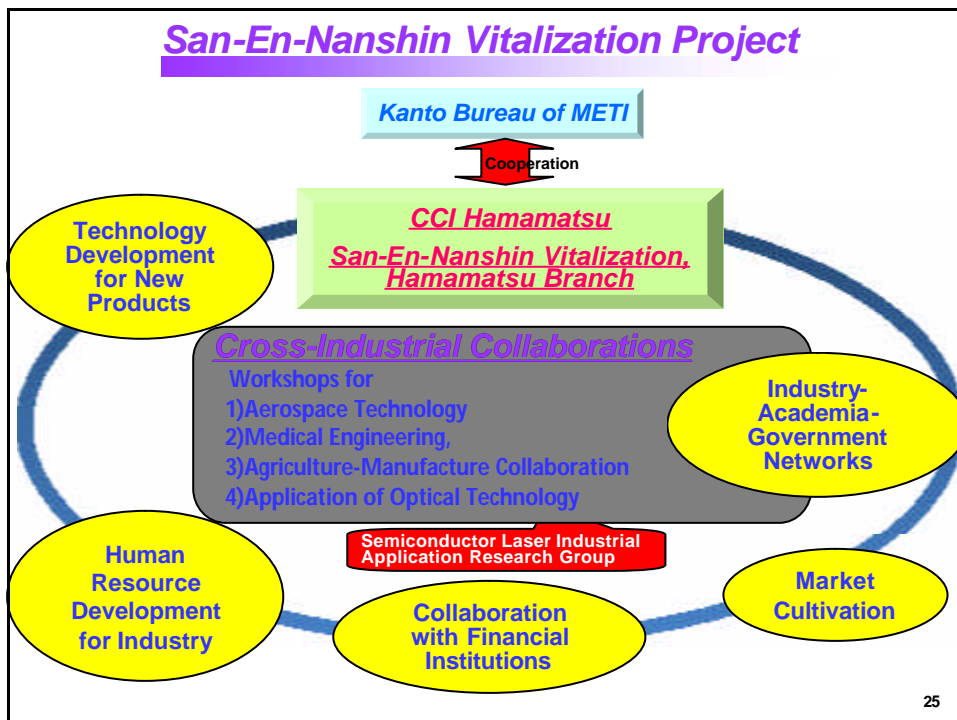 San-En-Nanshin Vitalization Project
Kanto Bureau of METI
Cooperation
CCI Hamamatsu
San-En-Nanshin Vitalization,
Hamamatsu Branch
Technology
Development
for New
Products
Cross-Industrial Collaborations
Workshops for
1)Aerospace Technology
2)Medical Engineering,
3)Agriculture-Manufacture Collaboration
4)Application of Optical Technology
Industry-
Academia-
Government
Networks
Semiconductor Laser Industrial
Application Research Group
Human
Resource
Development
for Industry
Collaboration
with Financial
Institutions
Market
Cultivation
25